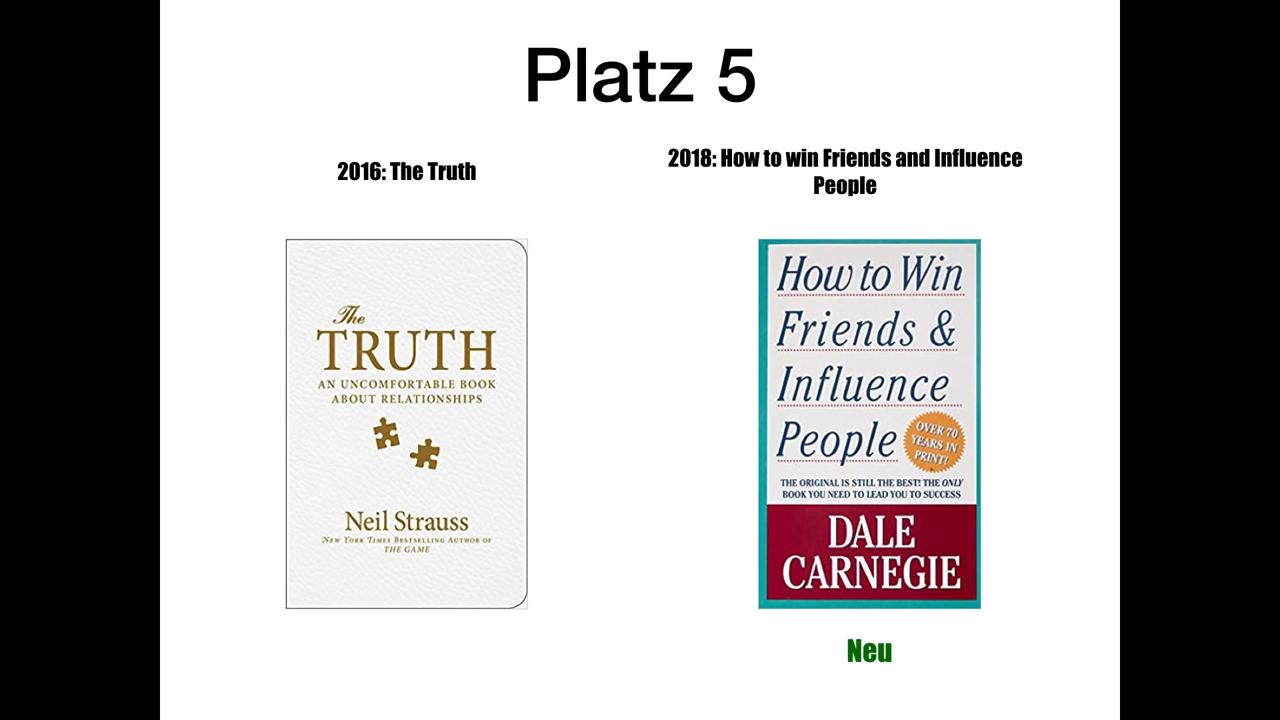 Platz 5
2016: The Truth
2018: How to win Friends and Influence
People
The
TRUTH
AN UNCOMFORTABLE BOOK
ABOUT RELATIONSHIPS
Neil Strauss
New York Times Bestselling Author of
THE GAME
How to Win
Friends &
Influence
People
OVER 70
YEARS IN
PRINT!
THE ORIGINAL IS STILL THE BEST! THE ONLY
BOOK YOU NEED TO LEAD YOU TO SUCCESS
DALE
CARNEGIE
Neu